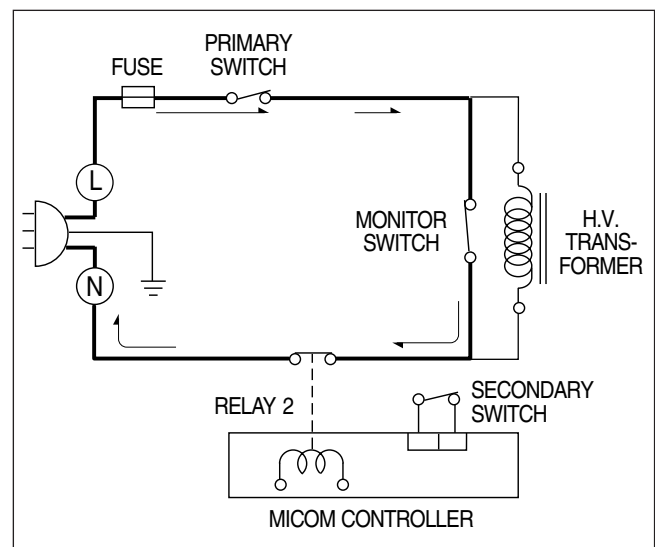 PRIMARY
SWITCH
FUSE
L
MONITOR
SWITCH
H.V.
TRANS-
FORMER
N
RELAY 2
SECONDARY
SWITCH
MICOM CONTROLLER